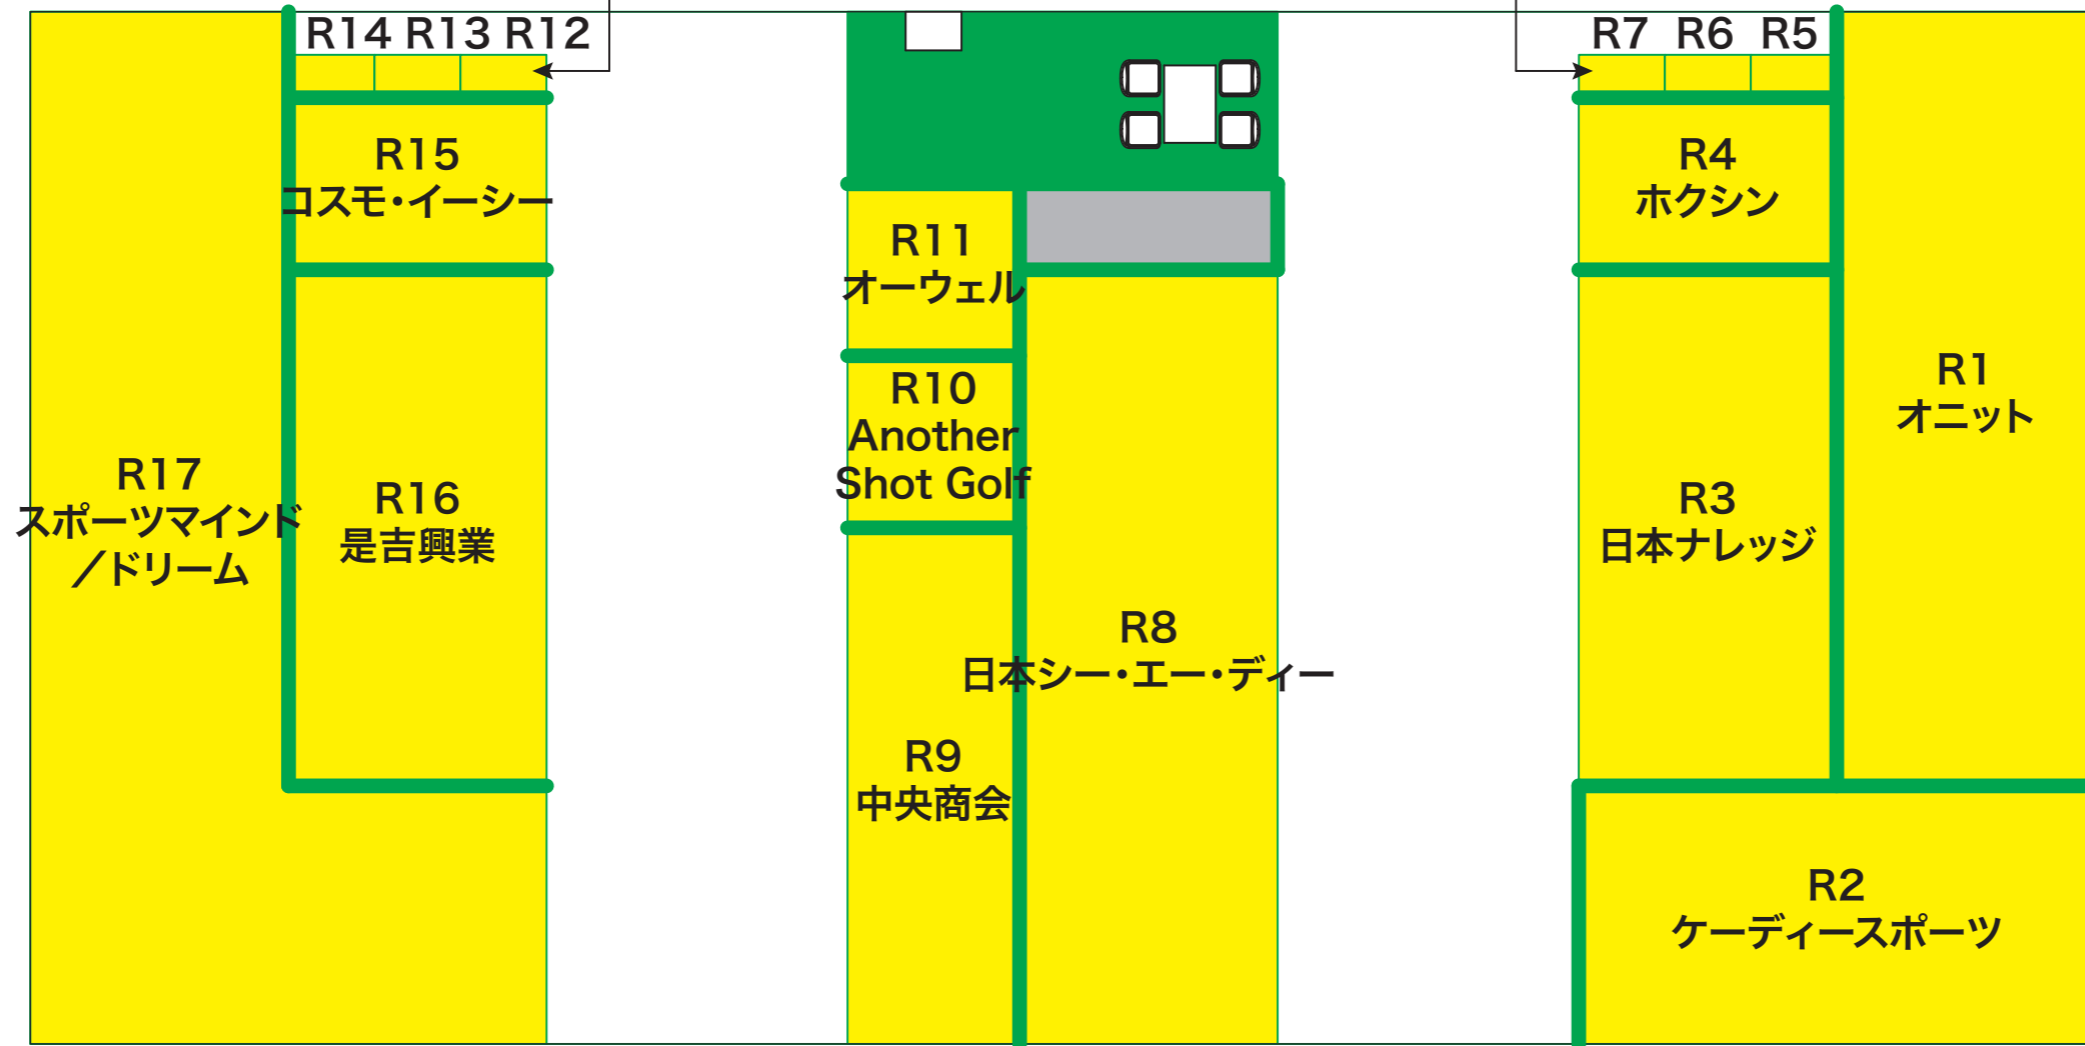 R14 R13 R12
R7 R6 R5
R15
コスモ・イーシー
R4
ホクシン
R11
オーウェル
R10
Another
Shot Golf
R1
オニット
R17
スポーツマインド
／ドリーム
R16
是吉興業
R3
日本ナレッジ
R8
日本シー・エー・ディー
R9
中央商会
R2
ケーディースポーツ